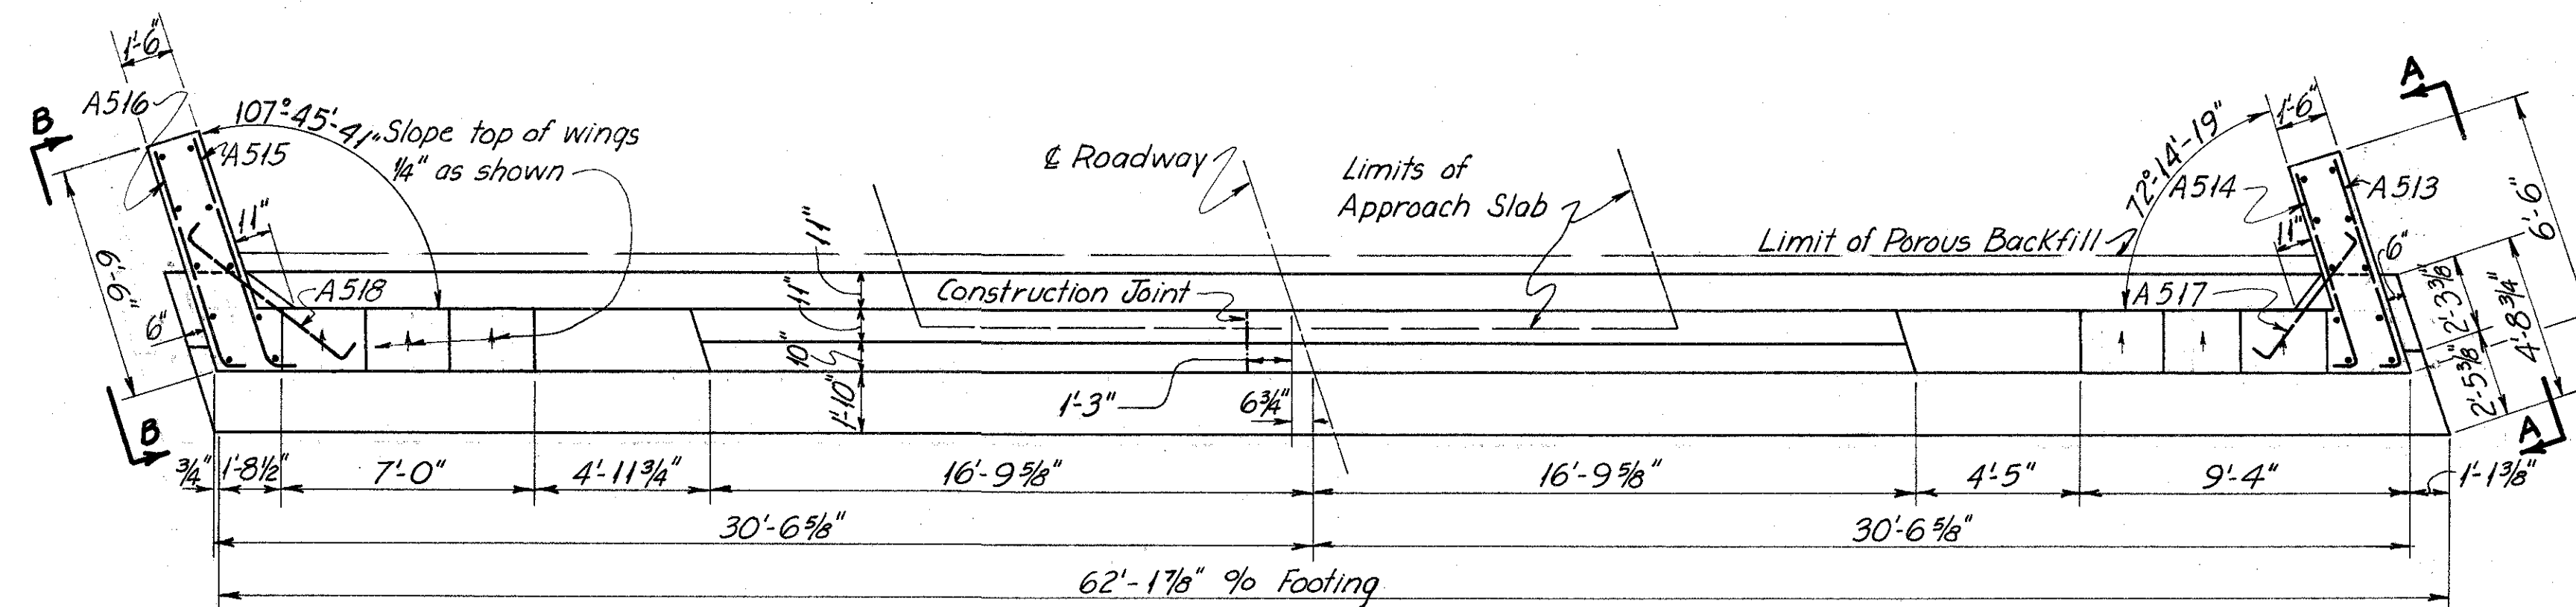 1'-6"
A516
B
107°-45'-41"
Slope top of wings
1/4" as shown
A515
11"
9'-9"
6"
A518
B
11"
11"
10"
1'-10"
℄ Roadway
Limits of
Approach Slab
Construction Joint
1'-3"
6 3/4"
Limit of Porous Backfill
72°-14'-19"
1'-6"
A
A514
A513
11"
6"
A517
6'-6"
2'-3 3/8"
4'-8 3/4"
2'-5 3/8"
A
3/4"
1'-8 1/2"
7'-0"
4'-11 3/4"
16'-9 5/8"
16'-9 5/8"
4'-5"
9'-4"
1'-1 3/8"
30'-6 5/8"
30'-6 5/8"
62'-1 7/8" % Footing